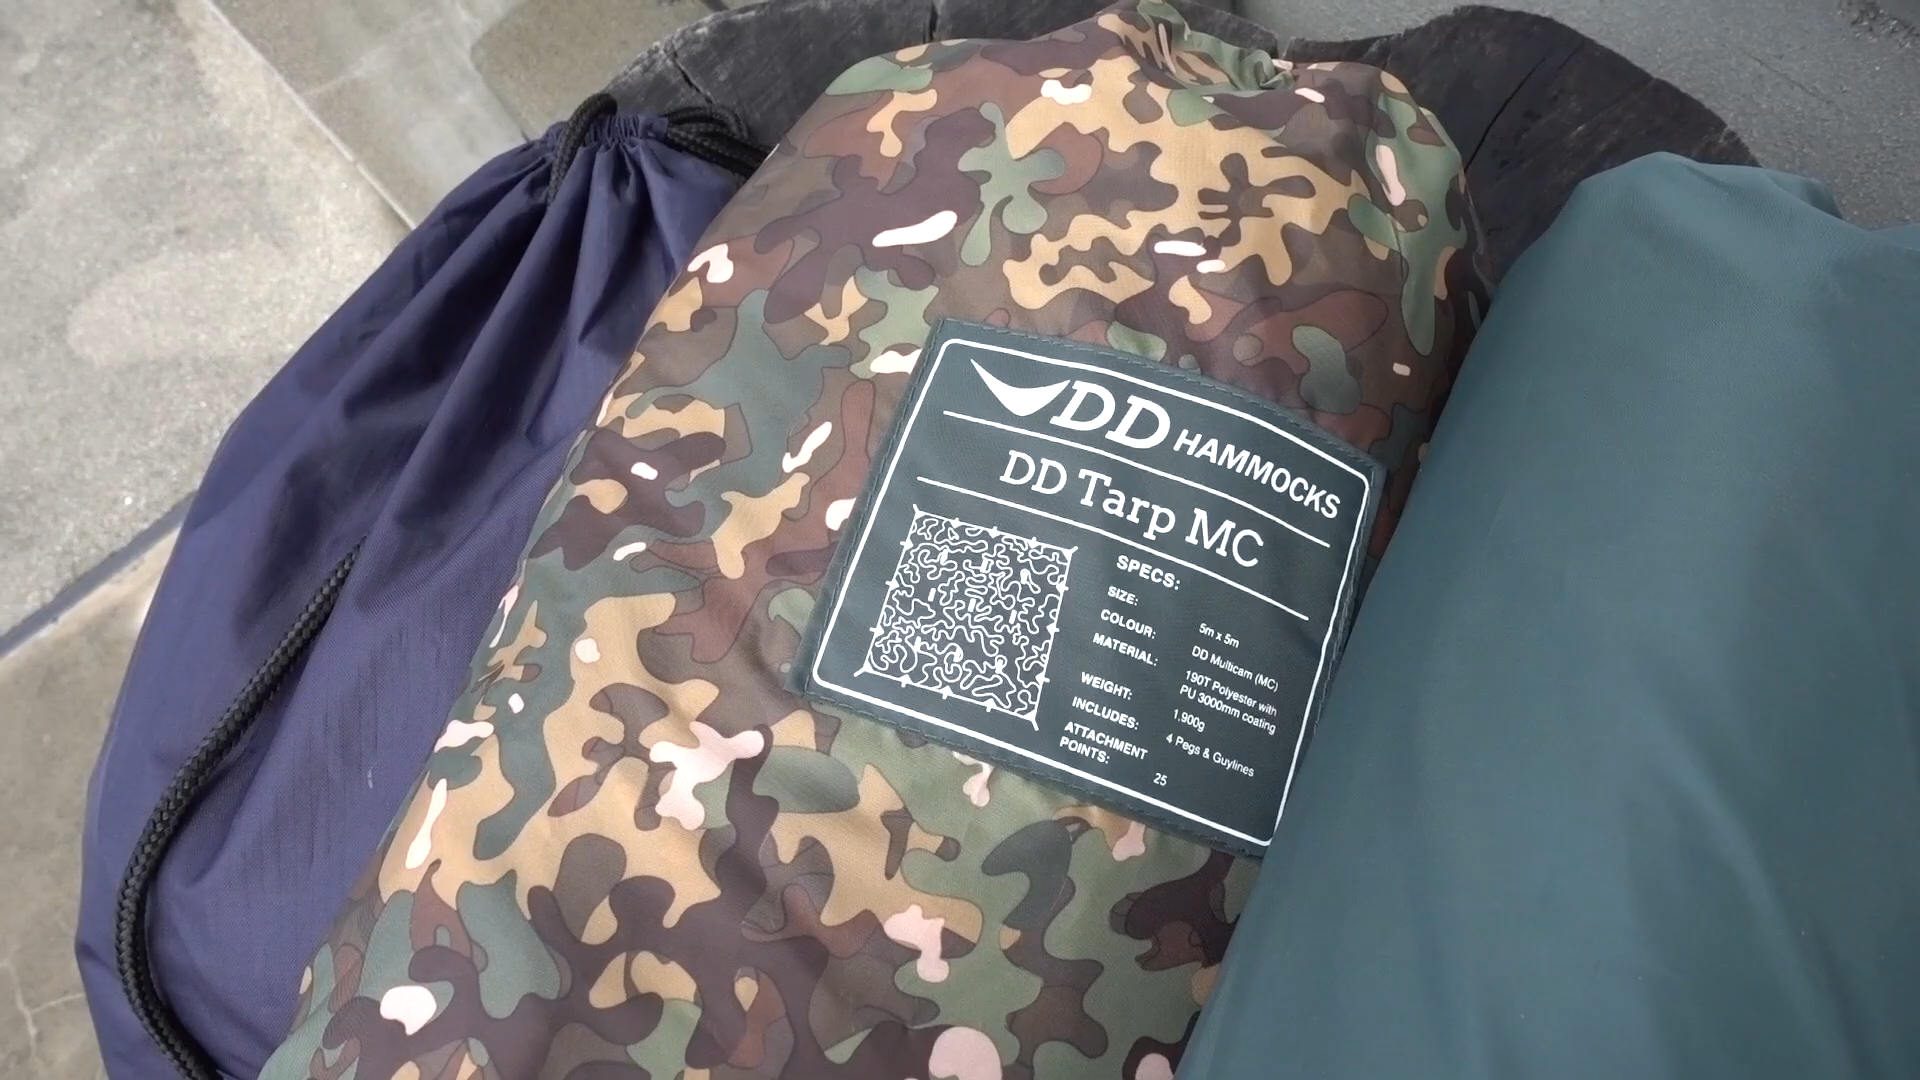 DD HAMMOCKS
DD Tarp MC
SPECS:
SIZE: 5m x 5m
COLOUR: DD Multicam (MC)
MATERIAL: 190T Polyester with
PU 3000mm coating
WEIGHT: 1,900g
INCLUDES: 4 Pegs & Guylines
ATTACHMENT
POINTS: 25